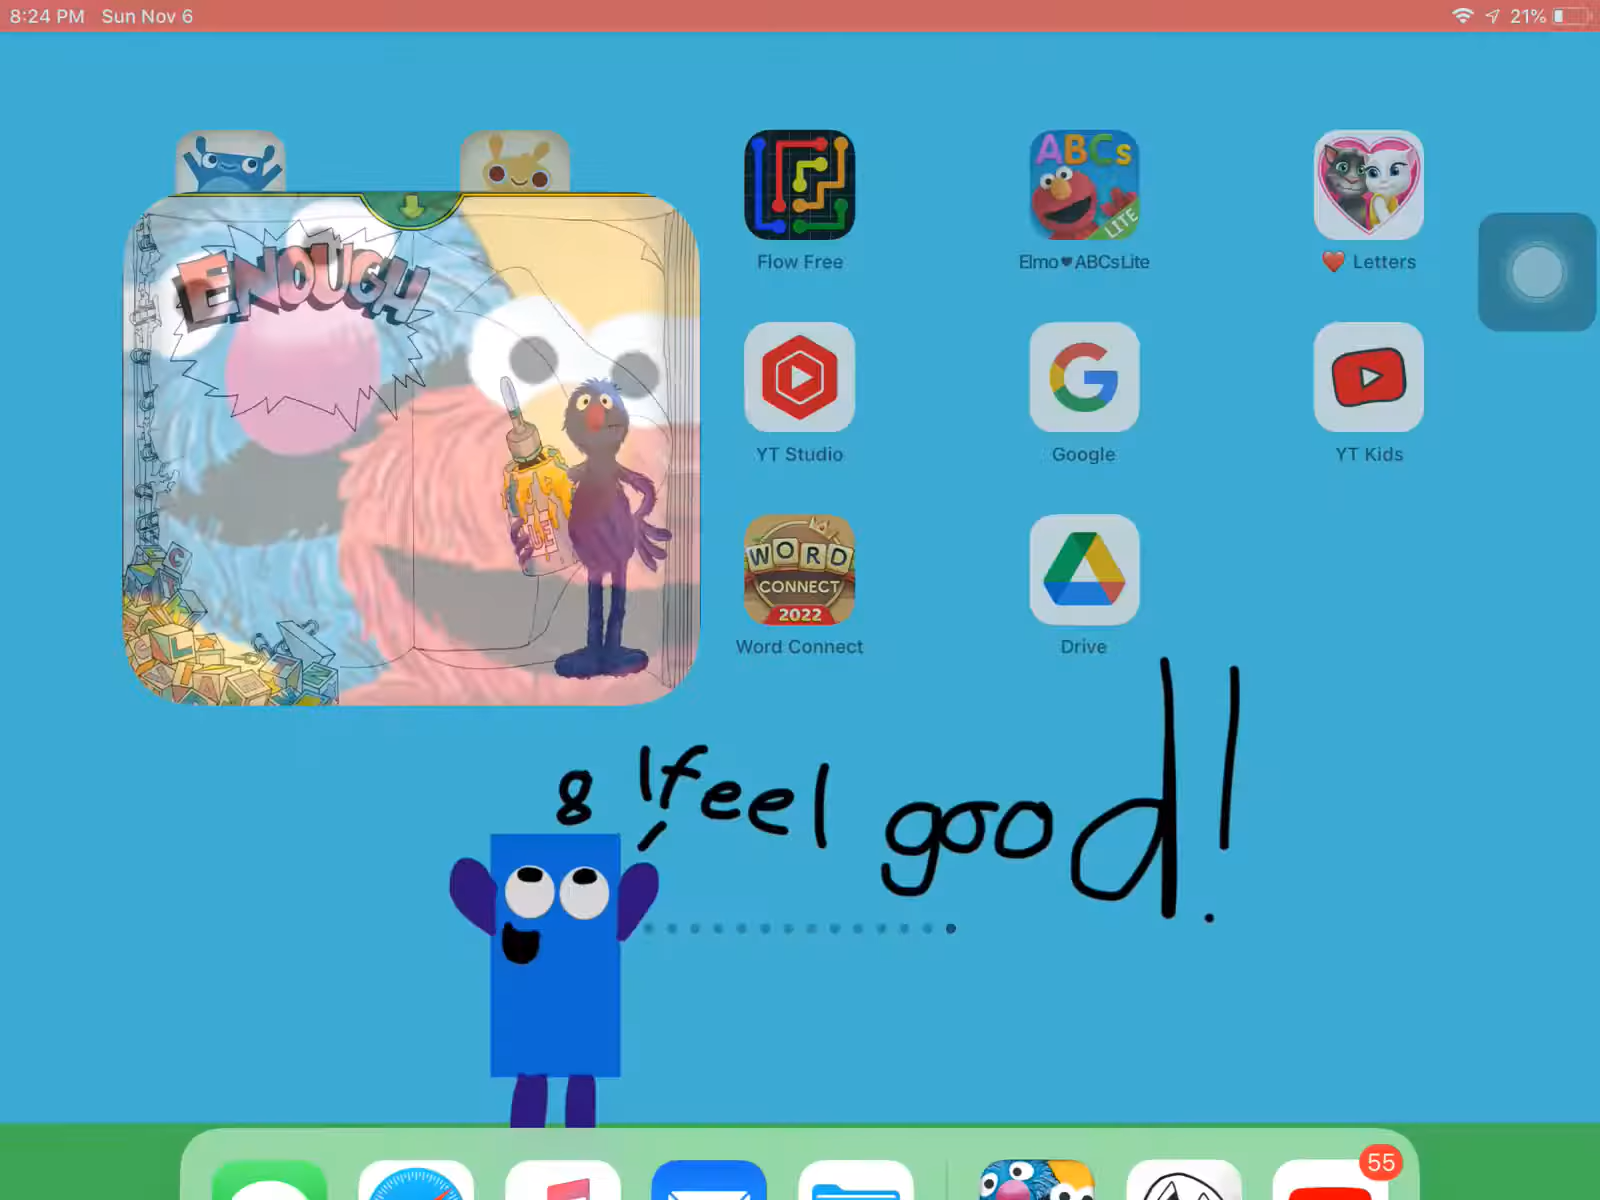 8:24 PM Sun Nov 6 21%
ENOUGH
ABCs
LITE
Flow Free
Elmo♥ABCsLite
❤️ Letters
YT Studio
Google
YT Kids
WORD
CONNECT
2022
Word Connect
Drive
8 I feel good!
55